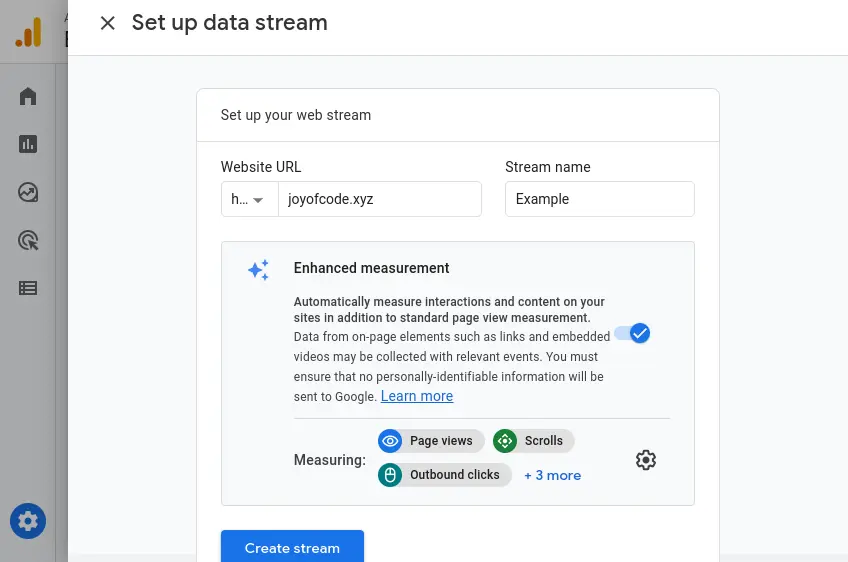 Set up data stream
Set up your web stream
Website URL
Stream name
h...
joyofcode.xyz
Example
Enhanced measurement
Automatically measure interactions and content on your
sites in addition to standard page view measurement.
Data from on-page elements such as links and embedded
videos may be collected with relevant events. You must
ensure that no personally-identifiable information will be
sent to Google. Learn more
Measuring:
Page views
Scrolls
Outbound clicks
+ 3 more
Create stream